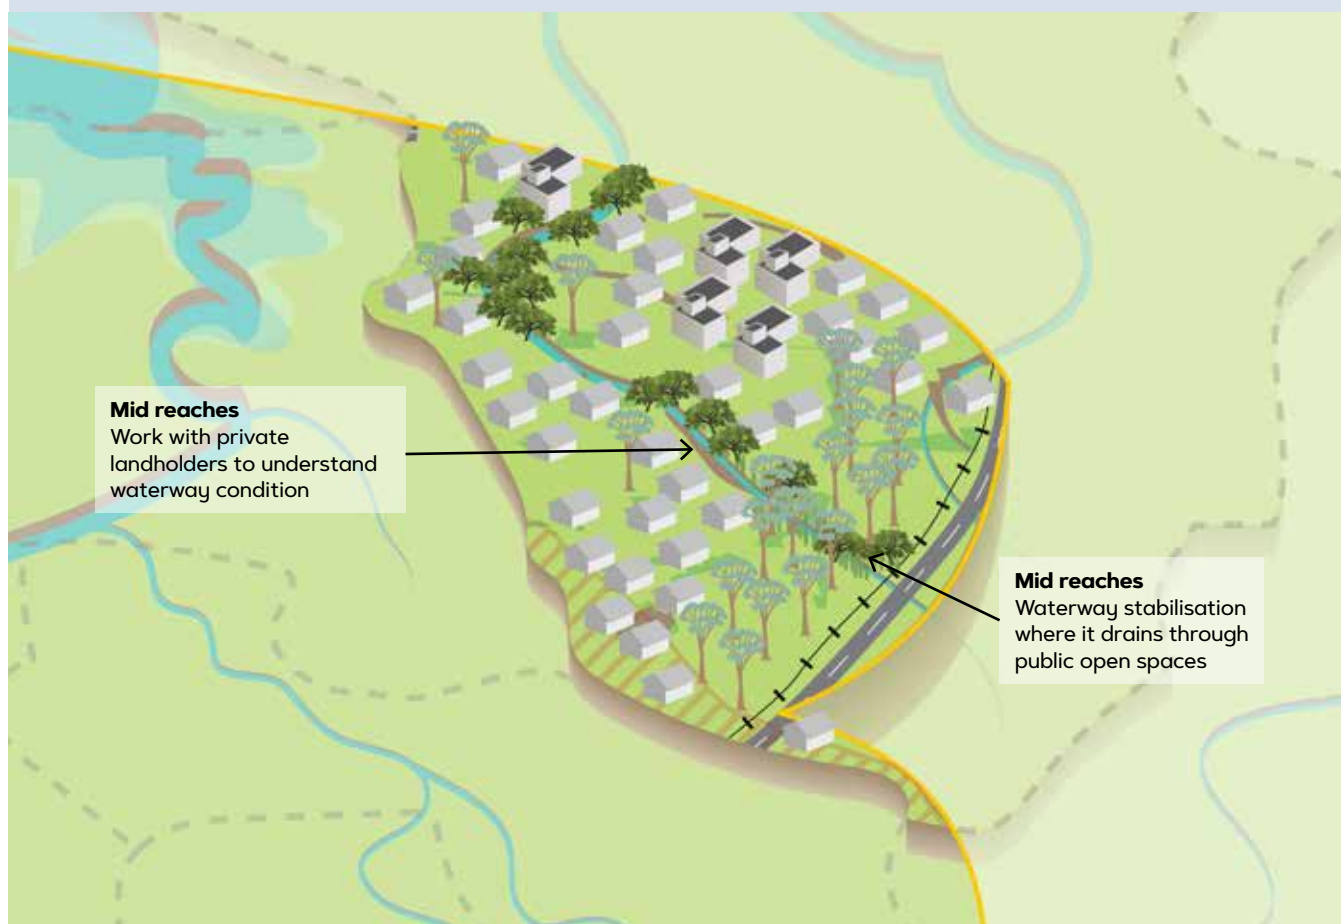 Mid reaches
Work with private
landholders to understand
waterway condition
Mid reaches
Waterway stabilisation
where it drains through
public open spaces